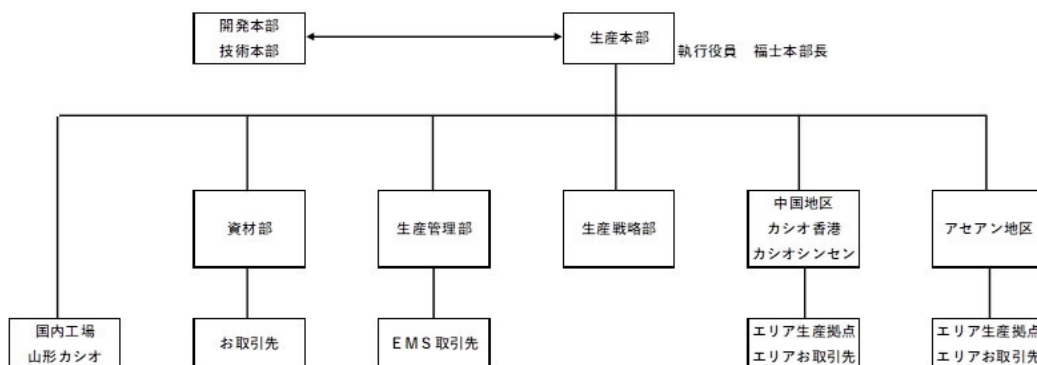 開発本部
技術本部
生産本部
執行役員　福士本部長
資材部
生産管理部
生産戦略部
中国地区
カシオ香港
カシオシンセン
アセアン地区
国内工場
山形カシオ
お取引先
EMS取引先
エリア生産拠点
エリアお取引先
エリア生産拠点
エリアお取引先